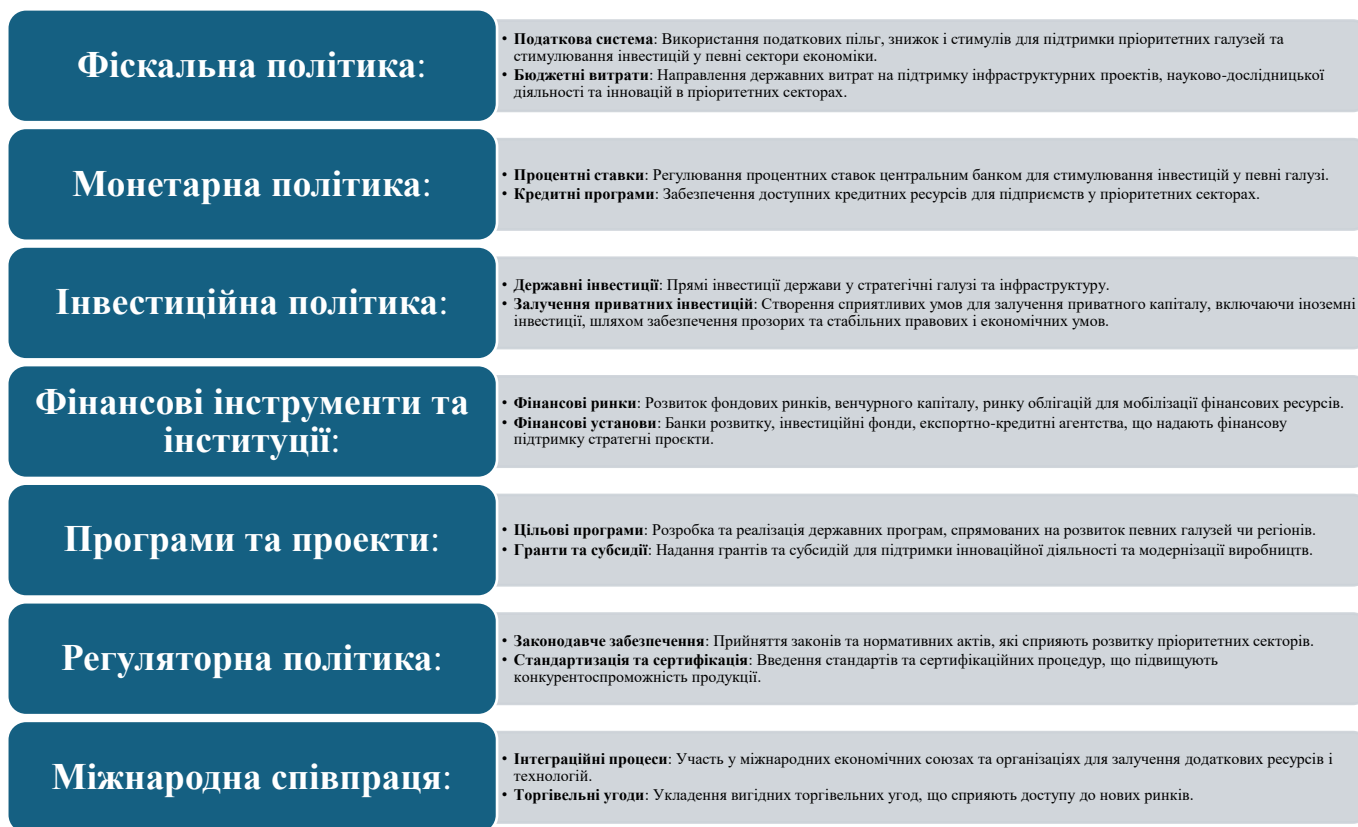 Фіскальна політика:
• Податкова система: Використання податкових пільг, знижок і стимулів для підтримки пріоритетних галузей та
стимулювання інвестицій у певні сектори економіки.
• Бюджетні витрати: Направлення державних витрат на підтримку інфраструктурних проектів, науково-дослідницької
діяльності та інновацій в пріоритетних секторах.
Монетарна політика:
• Процентні ставки: Регулювання процентних ставок центральним банком для стимулювання інвестицій у певні галузі.
• Кредитні програми: Забезпечення доступних кредитних ресурсів для підприємств у пріоритетних секторах.
Інвестиційна політика:
• Державні інвестиції: Прямі інвестиції держави у стратегічні галузі та інфраструктуру.
• Залучення приватних інвестицій: Створення сприятливих умов для залучення приватного капіталу, включаючи іноземні
інвестиції, шляхом забезпечення прозорих та стабільних правових і економічних умов.
Фінансові інструменти та
інституції:
• Фінансові ринки: Розвиток фондових ринків, венчурного капіталу, ринку облігацій для мобілізації фінансових ресурсів.
• Фінансові установи: Банки розвитку, інвестиційні фонди, експортно-кредитні агентства, що надають фінансову
підтримку стратегні проєкти.
Програми та проекти:
• Цільові програми: Розробка та реалізація державних програм, спрямованих на розвиток певних галузей чи регіонів.
• Гранти та субсидії: Надання грантів та субсидій для підтримки інноваційної діяльності та модернізації виробництв.
Регуляторна політика:
• Законодавче забезпечення: Прийняття законів та нормативних актів, які сприяють розвитку пріоритетних секторів.
• Стандартизація та сертифікація: Введення стандартів та сертифікаційних процедур, що підвищують
конкурентоспроможність продукції.
Міжнародна співпраця:
• Інтеграційні процеси: Участь у міжнародних економічних союзах та організаціях для залучення додаткових ресурсів і
технологій.
• Торгівельні угоди: Укладення вигідних торгівельних угод, що сприяють доступу до нових ринків.